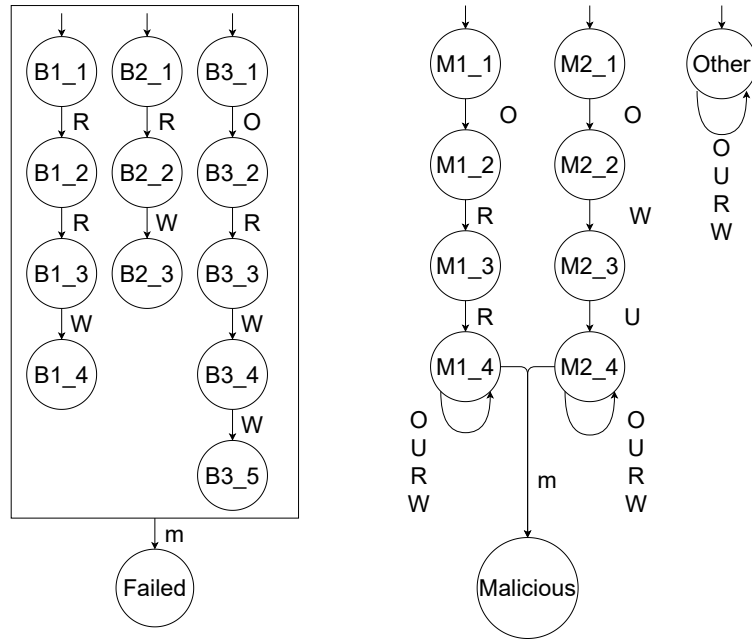 B1_1
B2_1
B3_1
R
R
O
B1_2
B2_2
B3_2
R
W
R
B1_3
B2_3
B3_3
W
W
B1_4
B3_4
W
B3_5
m
Failed
M1_1
M2_1
Other
O
O
O
U
R
W
M1_2
M2_2
R
W
M1_3
M2_3
R
U
M1_4
M2_4
O
U
R
W
O
U
R
W
m
Malicious